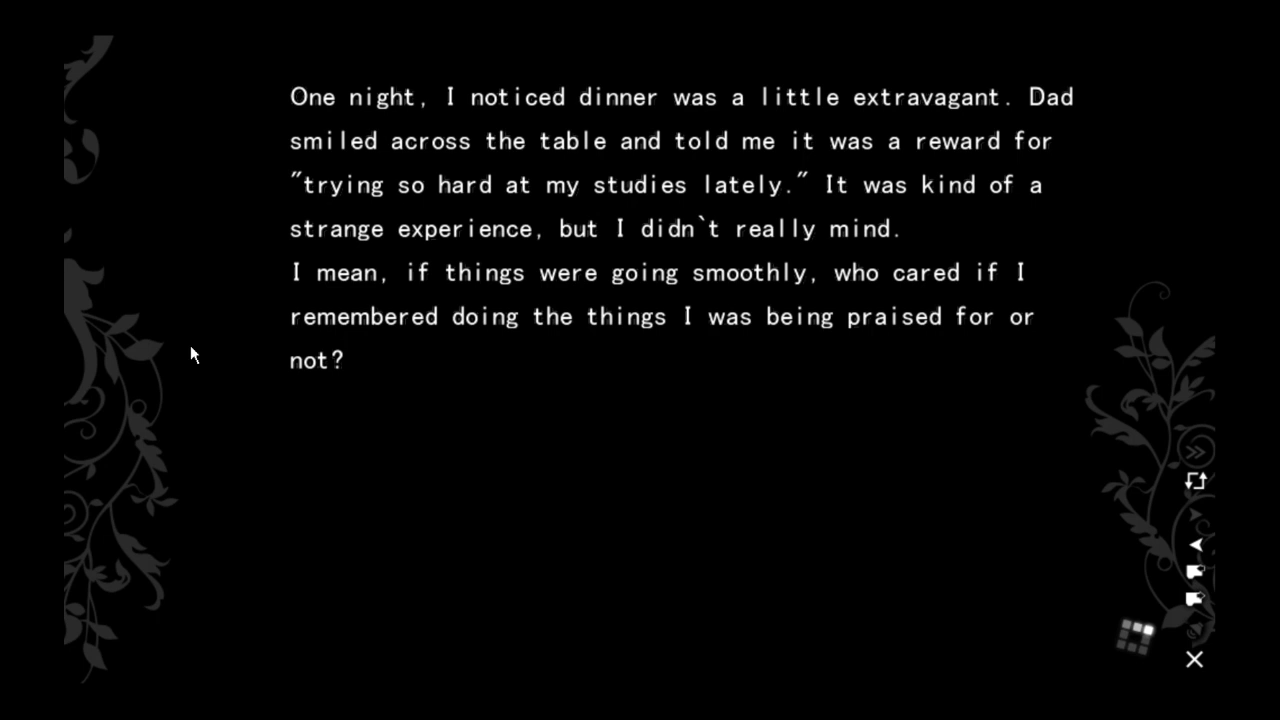 One night, I noticed dinner was a little extravagant. Dad
smiled across the table and told me it was a reward for
"trying so hard at my studies lately." It was kind of a
strange experience, but I didn`t really mind.
I mean, if things were going smoothly, who cared if I
remembered doing the things I was being praised for or
not?